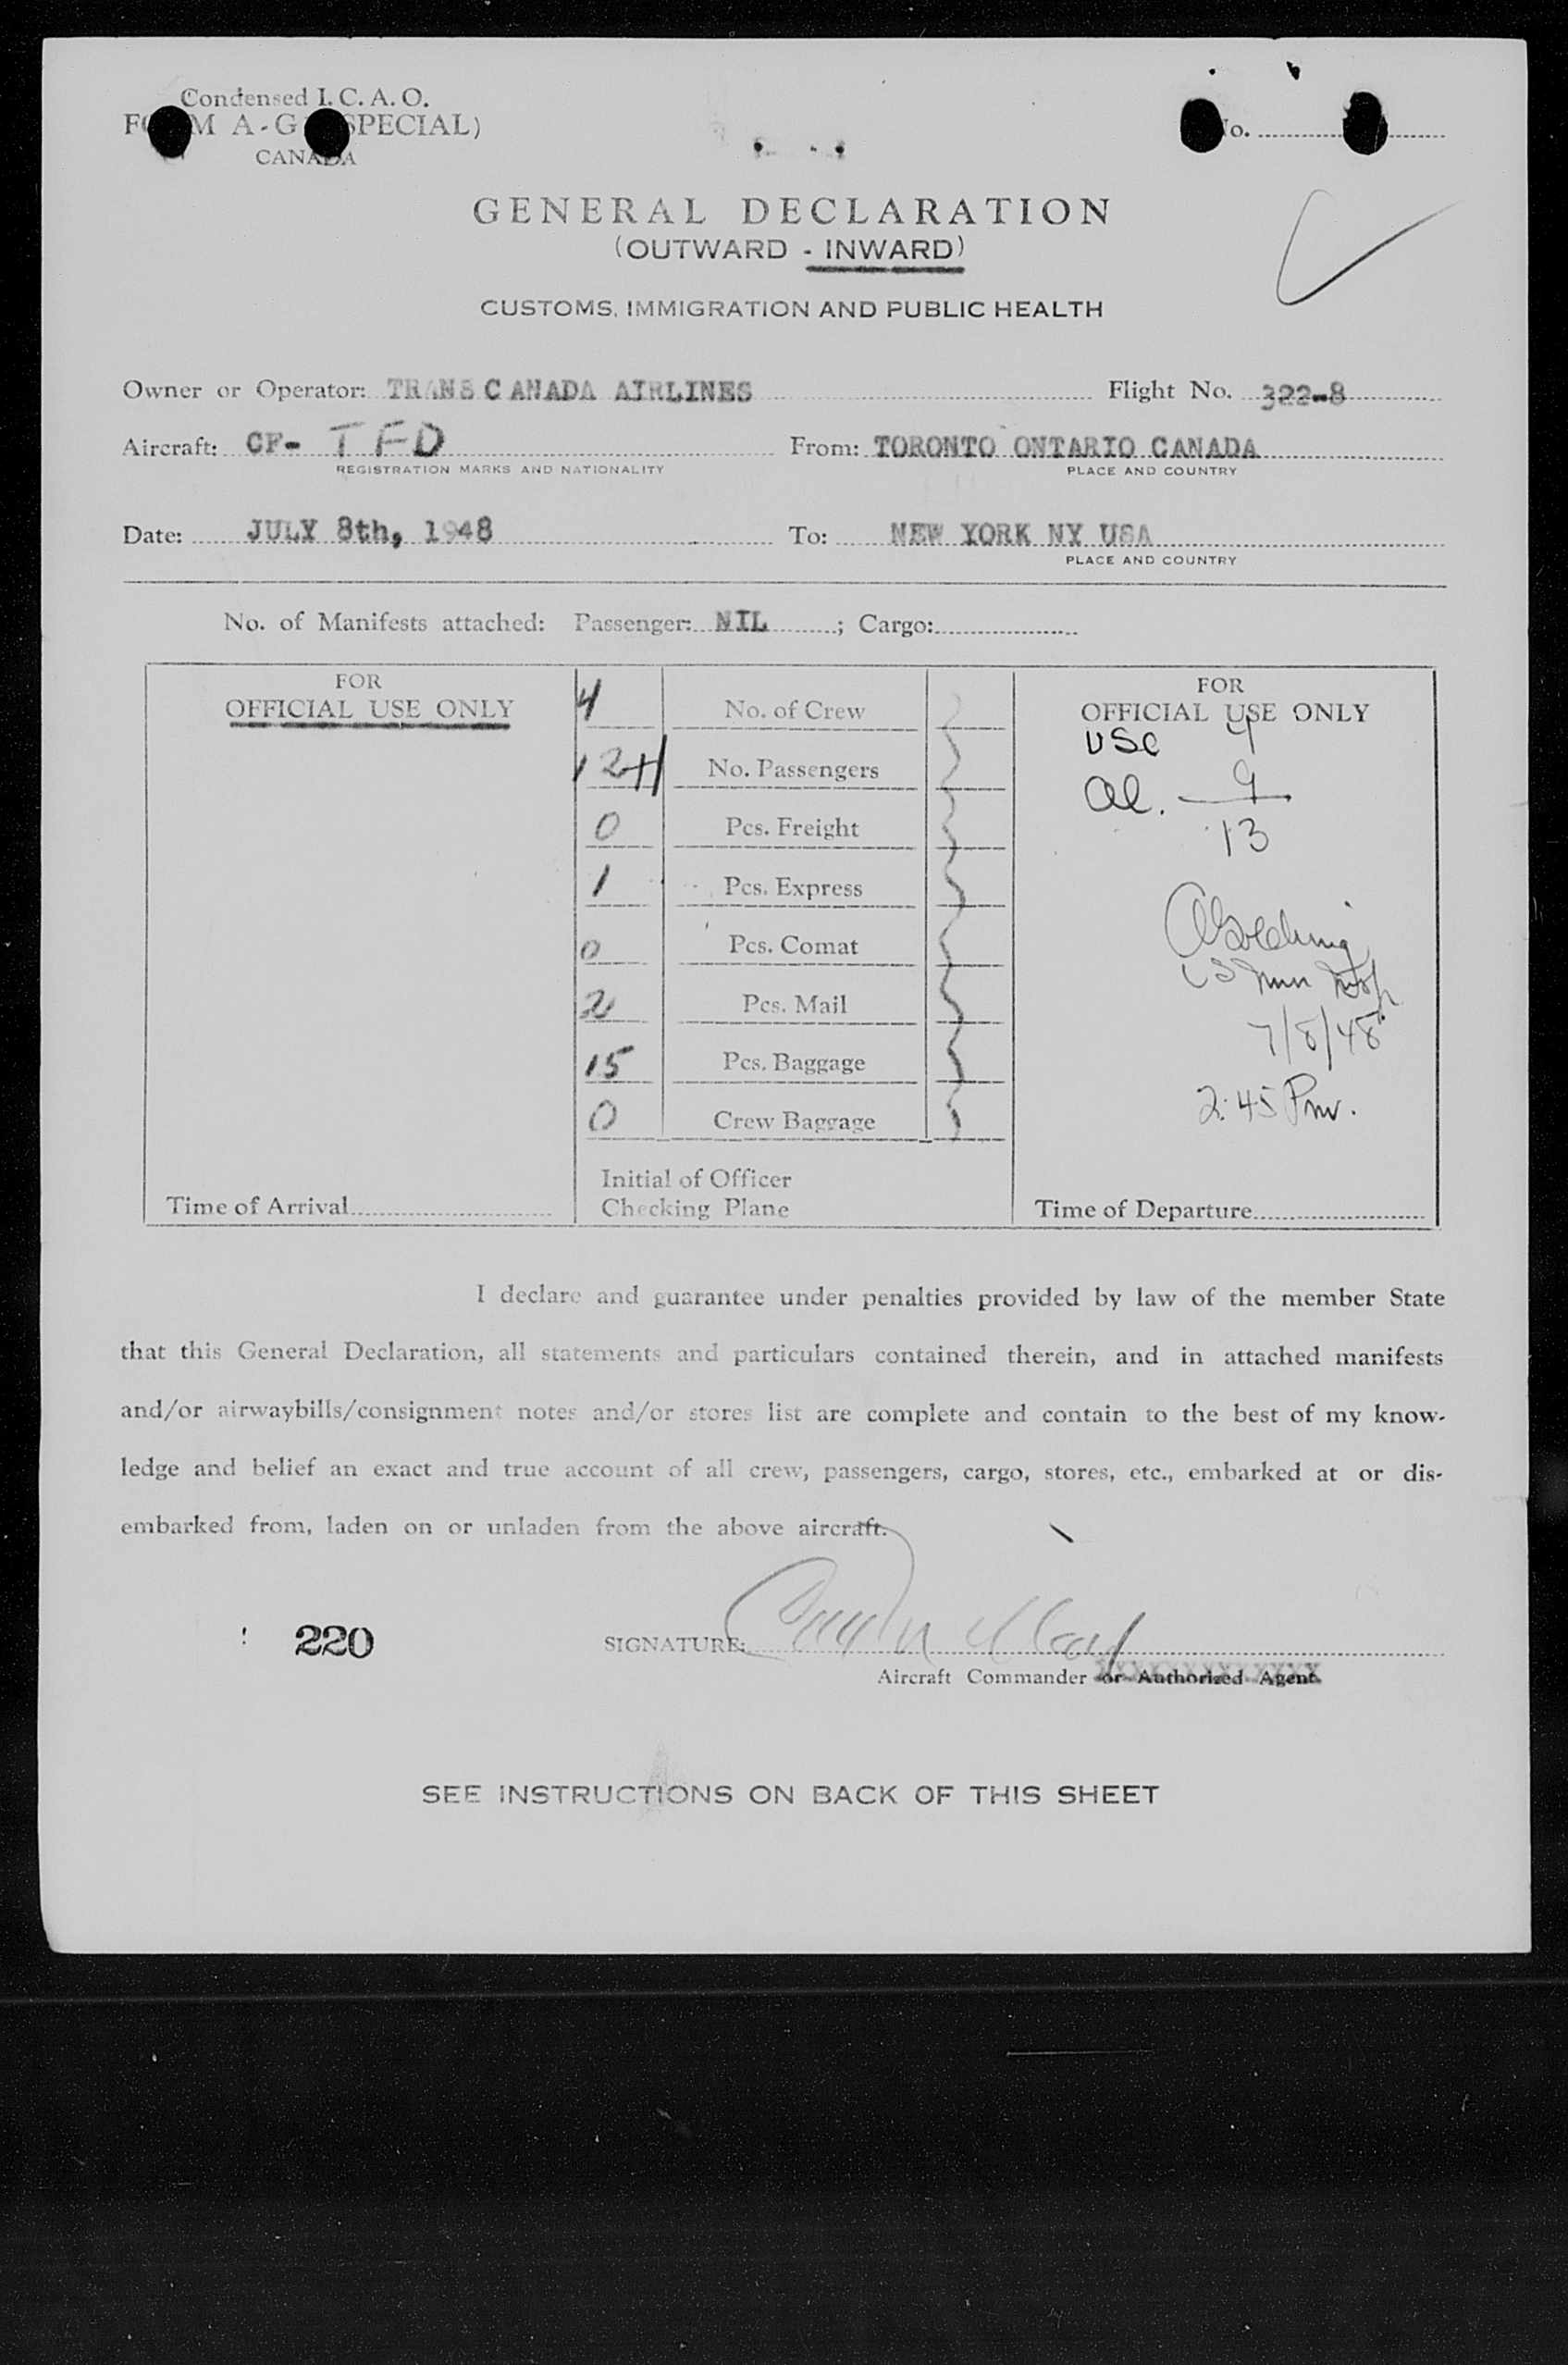 Condensed I. C. A. O.
FORM A-G (SPECIAL)
CANADA
No.
GENERAL DECLARATION
(OUTWARD - INWARD)
CUSTOMS, IMMIGRATION AND PUBLIC HEALTH
Owner or Operator: TRANS CANADA AIRLINES Flight No. 322-8
Aircraft: CF- TFD From: TORONTO ONTARIO CANADA
REGISTRATION MARKS AND NATIONALITY PLACE AND COUNTRY
Date: JULY 8th, 1948 To: NEW YORK NY USA
PLACE AND COUNTRY
No. of Manifests attached: Passenger: NIL ; Cargo:
FOR
OFFICIAL USE ONLY
4 No. of Crew
12+1 No. Passengers
0 Pcs. Freight
1 Pcs. Express
0 Pcs. Comat
2 Pcs. Mail
15 Pcs. Baggage
0 Crew Baggage
Initial of Officer
Checking Plane
Time of Arrival
FOR
OFFICIAL USE ONLY
USC 4
Al. 9
13
Golding
7/8/48
2:45 Pm.
Time of Departure
I declare and guarantee under penalties provided by law of the member State
that this General Declaration, all statements and particulars contained therein, and in attached manifests
and/or airwaybills/consignment notes and/or stores list are complete and contain to the best of my know-
ledge and belief an exact and true account of all crew, passengers, cargo, stores, etc., embarked at or dis-
embarked from, laden on or unladen from the above aircraft.
220
SIGNATURE:
Aircraft Commander or Authorized Agent
SEE INSTRUCTIONS ON BACK OF THIS SHEET